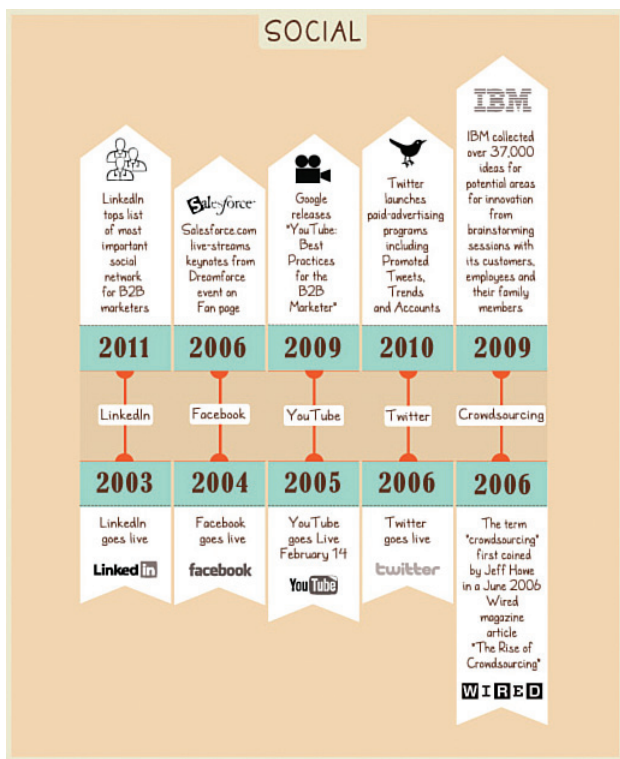 SOCIAL
LinkedIn
tops list
of most
important
social
network
for B2B
marketers
2011
Salesforce
Salesforce.com
live-streams
keynotes from
Dreamforce
event on
Fan page
2006
Google
releases
"YouTube:
Best
Practices
for the
B2B
Marketer"
2009
Twitter
launches
paid-advertising
programs
including
Promoted
Tweets,
Trends
and Accounts
2010
IBM
IBM collected
over 37,000
ideas for
potential areas
for innovation
from
brainstorming
sessions with
its customers,
employees and
their family
members
2009
LinkedIn
Facebook
YouTube
Twitter
Crowdsourcing
2003
LinkedIn
goes live
Linked in
2004
Facebook
goes live
facebook
2005
YouTube
goes Live
February 14
YouTube
2006
Twitter
goes live
twitter
2006
The term
"crowdsourcing"
first coined
by Jeff Howe
in a June 2006
Wired
magazine
article
"The Rise of
Crowdsourcing"
WIRED